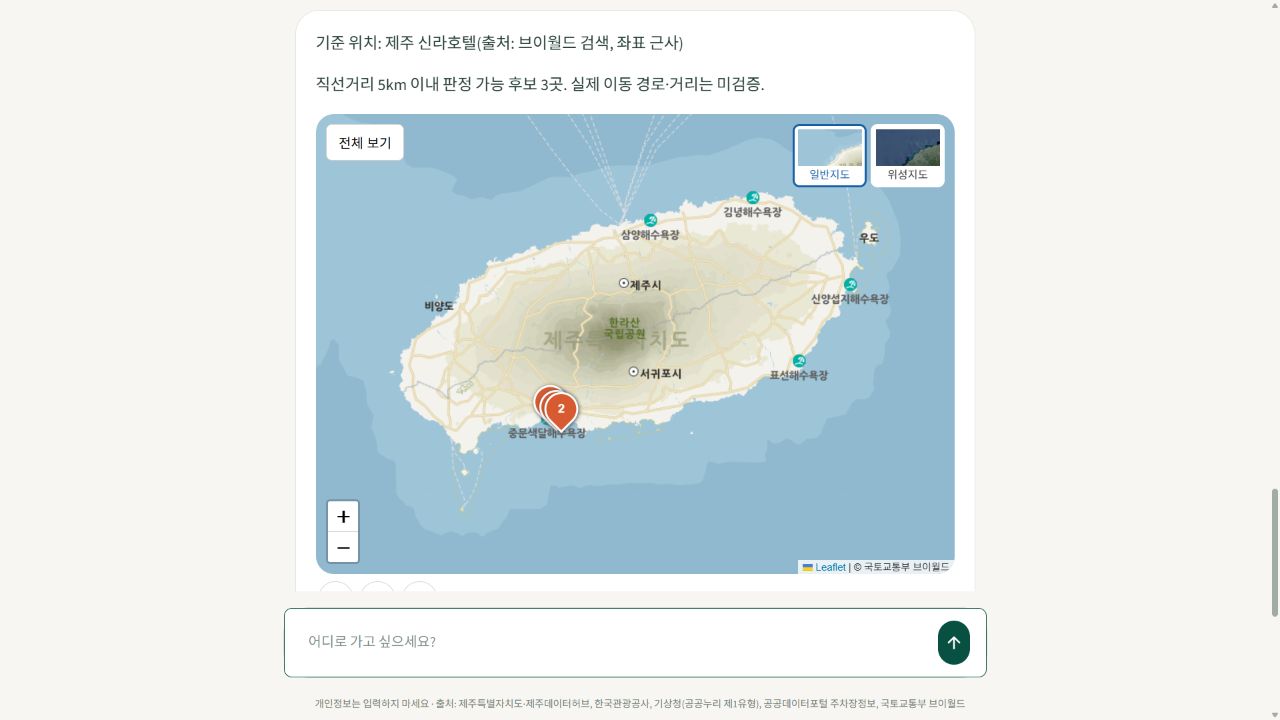 기준 위치: 제주 신라호텔(출처: 브이월드 검색, 좌표 근사)
직선거리 5km 이내 판정 가능 후보 3곳. 실제 이동 경로·거리는 미검증.
전체 보기
일반지도
위성지도
김녕해수욕장
삼양해수욕장
우도
제주시
신양섭지해수욕장
비양도
한라산
국립공원
표선해수욕장
서귀포시
2
중문색달해수욕장
+
−
Leaflet | © 국토교통부 브이월드
어디로 가고 싶으세요?
개인정보는 입력하지 마세요 · 출처: 제주특별자치도·제주데이터허브, 한국관광공사, 기상청(공공누리 제1유형), 공공데이터포털 주차장정보, 국토교통부 브이월드